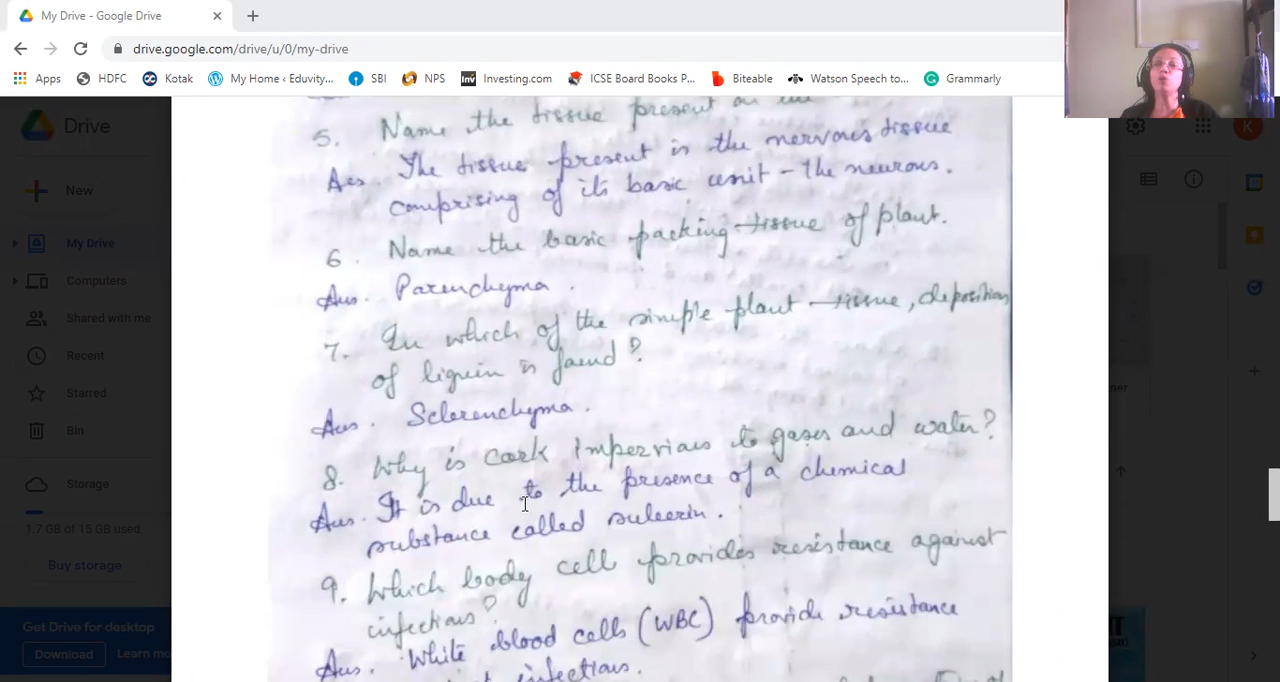 My Drive - Google Drive
drive.google.com/drive/u/0/my-drive
Apps HDFC Kotak My Home ‹ Eduvity... SBI NPS Inv Investing.com ICSE Board Books P... Biteable Watson Speech to... Grammarly
Drive
New
My Drive
Computers
Shared with me
Recent
Starred
Bin
Storage
1.7 GB of 15 GB used
Buy storage
Get Drive for desktop
Download Learn mo
K
5. Name the tissue present on
Ans. The tissue present is the nervous tissue
comprising of its basic unit - the neurons.
6. Name the basic packing tissue of plant.
Ans. Parenchyma.
7. In which of the simple plant tissue, deposition
of lignin is found?
Ans. Sclerenchyma.
8. Why is cork impervious to gases and water?
Ans. It is due to the presence of a chemical
substance called suberin.
9. Which body cell provides resistance against
infections?
Ans. White blood cells (WBC) provide resistance
infections.